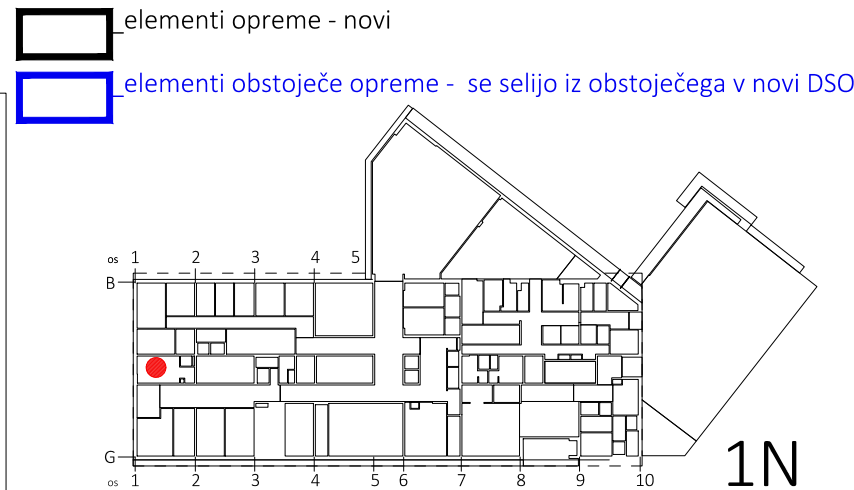 elementi opreme - novi
elementi obstoječe opreme - se selijo iz obstoječega v novi DSO
os 1 2 3 4 5
B
G
os 1 2 3 4 5 6 7 8 9 10
1N